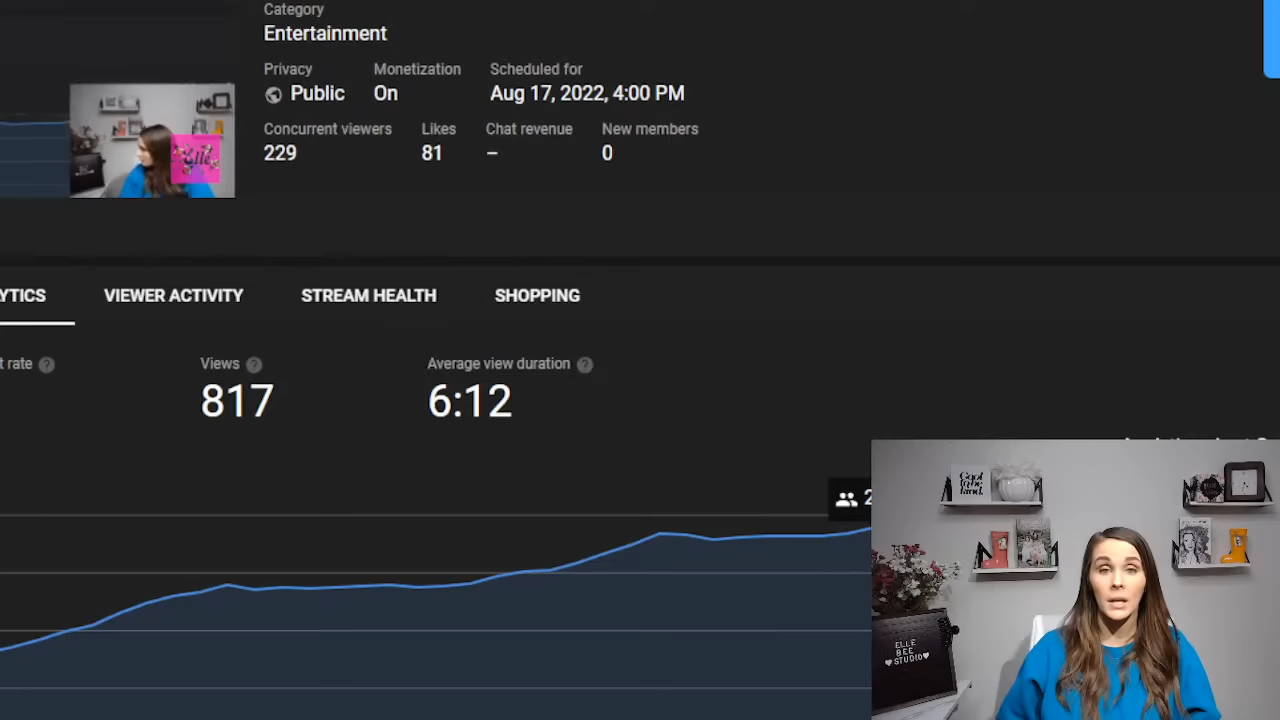 Category
Entertainment
Privacy
Monetization
Scheduled for
Public
On
Aug 17, 2022, 4:00 PM
Concurrent viewers
Likes
Chat revenue
New members
229
81
–
0
Elle
YTICS
VIEWER ACTIVITY
STREAM HEALTH
SHOPPING
t rate
Views
Average view duration
817
6:12
2
ELLE
BEE
STUDIO